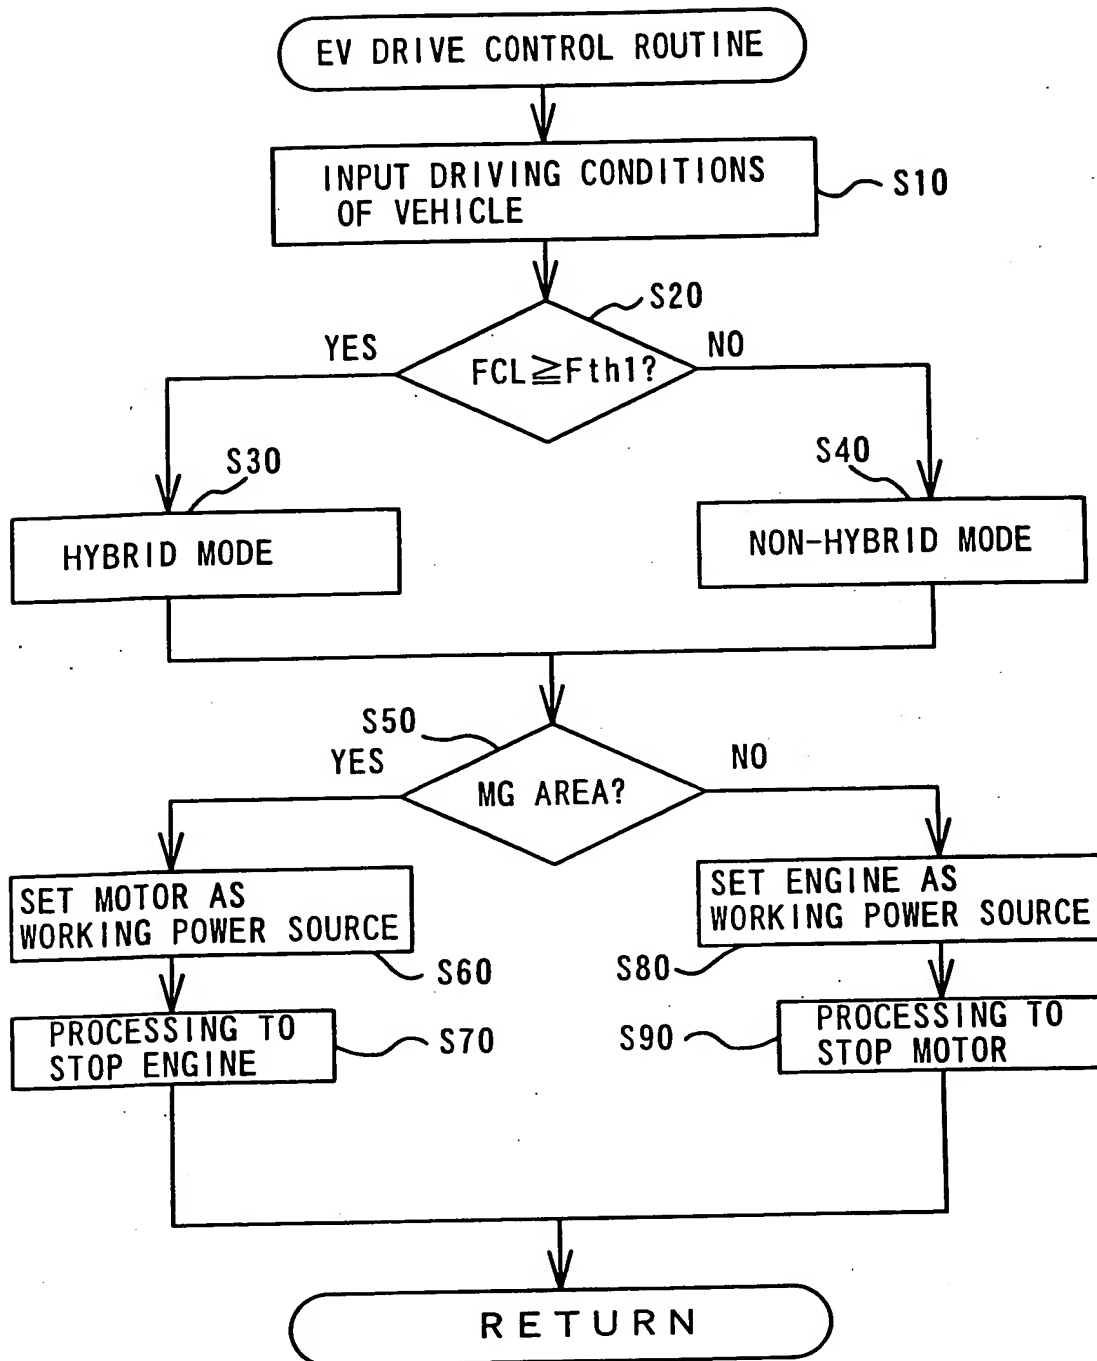 EV DRIVE CONTROL ROUTINE
INPUT DRIVING CONDITIONS
OF VEHICLE
S10
S20
YES
NO
FCL≧Fth1?
S30
S40
HYBRID MODE
NON-HYBRID MODE
S50
YES
NO
MG AREA?
SET MOTOR AS
WORKING POWER SOURCE
S60
SET ENGINE AS
WORKING POWER SOURCE
S80
PROCESSING TO
STOP ENGINE
S70
S90
PROCESSING TO
STOP MOTOR
RETURN